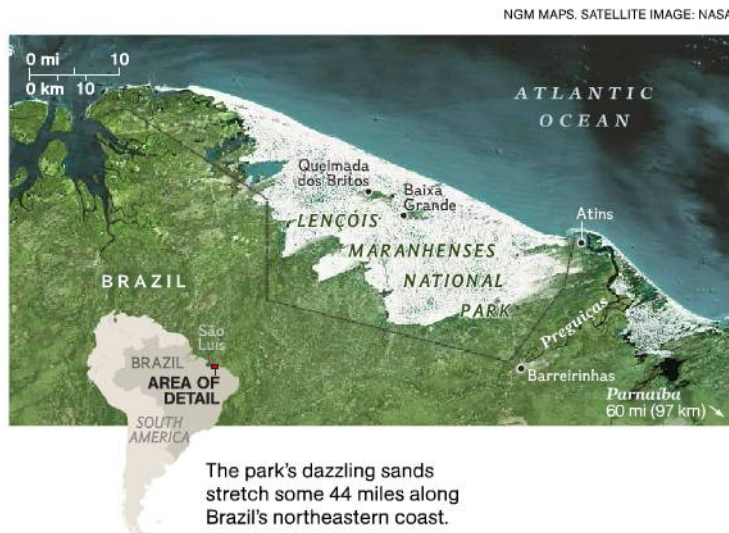 NGM MAPS. SATELLITE IMAGE: NASA
0 mi 10
0 km 10
ATLANTIC
OCEAN
Queimada
dos Britos
Baixa
Grande
Atins
LENÇÓIS
MARANHENSES
NATIONAL
PARK
BRAZIL
Preguiças
São
Luís
BRAZIL
AREA OF
DETAIL
SOUTH
AMERICA
Barreirinhas
Parnaíba
60 mi (97 km)
The park's dazzling sands
stretch some 44 miles along
Brazil's northeastern coast.